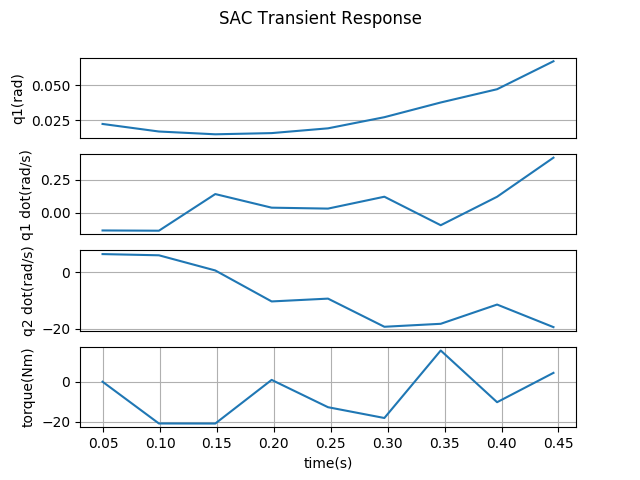 SAC Transient Response
q1(rad)
0.050
0.025
q1 dot(rad/s)
0.25
0.00
q2 dot(rad/s)
0
−20
torque(Nm)
0
−20
0.05 0.10 0.15 0.20 0.25 0.30 0.35 0.40 0.45
time(s)